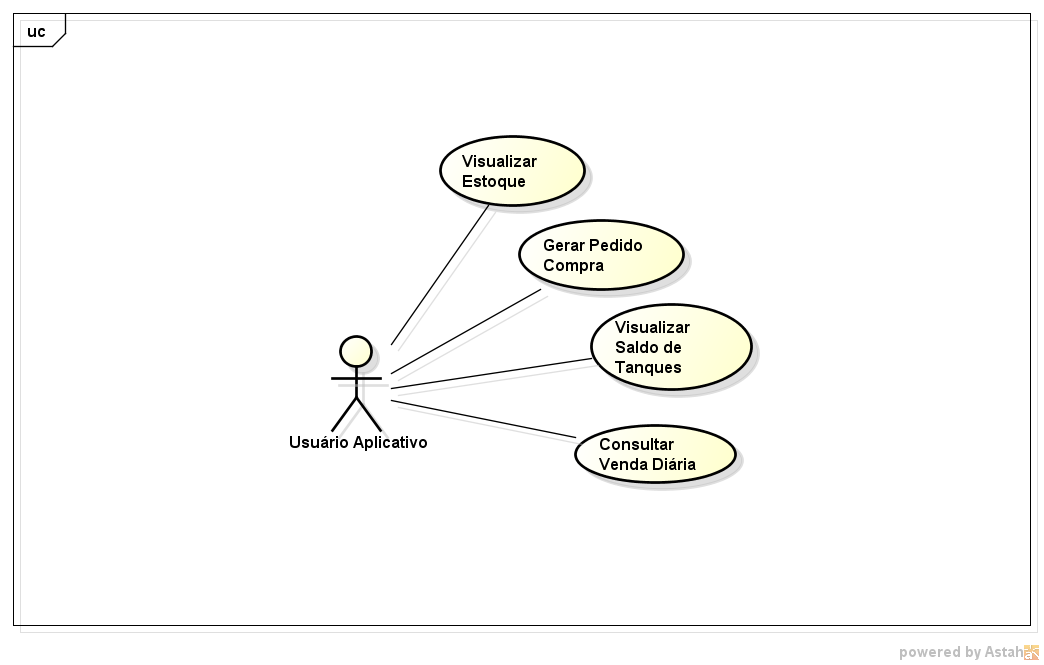 uc
Visualizar
Estoque
Gerar Pedido
Compra
Visualizar
Saldo de
Tanques
Usuário Aplicativo
Consultar
Venda Diária
powered by Astah